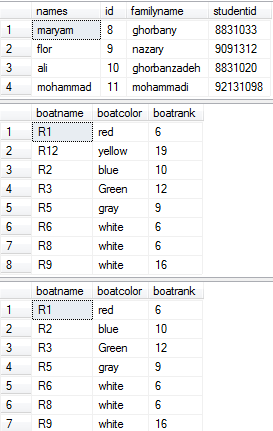 names id familyname studentid
1 maryam 8 ghorbany 8831033
2 flor 9 nazary 9091312
3 ali 10 ghorbanzadeh 8831020
4 mohammad 11 mohammadi 92131098
boatname boatcolor boatrank
1 R1 red 6
2 R12 yellow 19
3 R2 blue 10
4 R3 Green 12
5 R5 gray 9
6 R6 white 6
7 R8 white 6
8 R9 white 16
boatname boatcolor boatrank
1 R1 red 6
2 R2 blue 10
3 R3 Green 12
4 R5 gray 9
5 R6 white 6
6 R8 white 6
7 R9 white 16